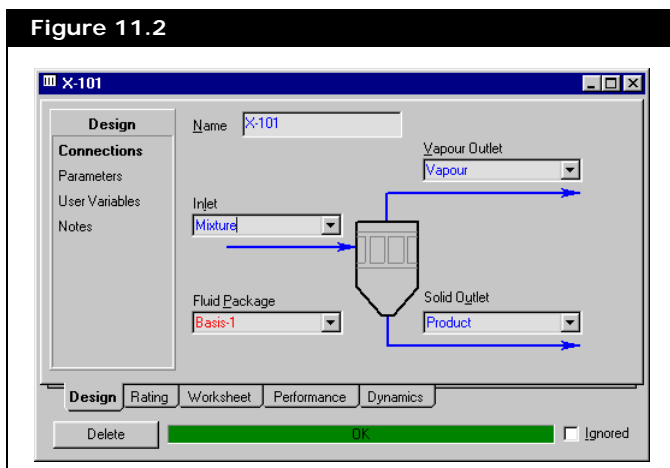 Figure 11.2
X-101
Design
Connections
Parameters
User Variables
Notes
Name X-101
Vapour Outlet
Vapour
Inlet
Mixture
Fluid Package
Basis-1
Solid Outlet
Product
Design Rating Worksheet Performance Dynamics
Delete OK Ignored